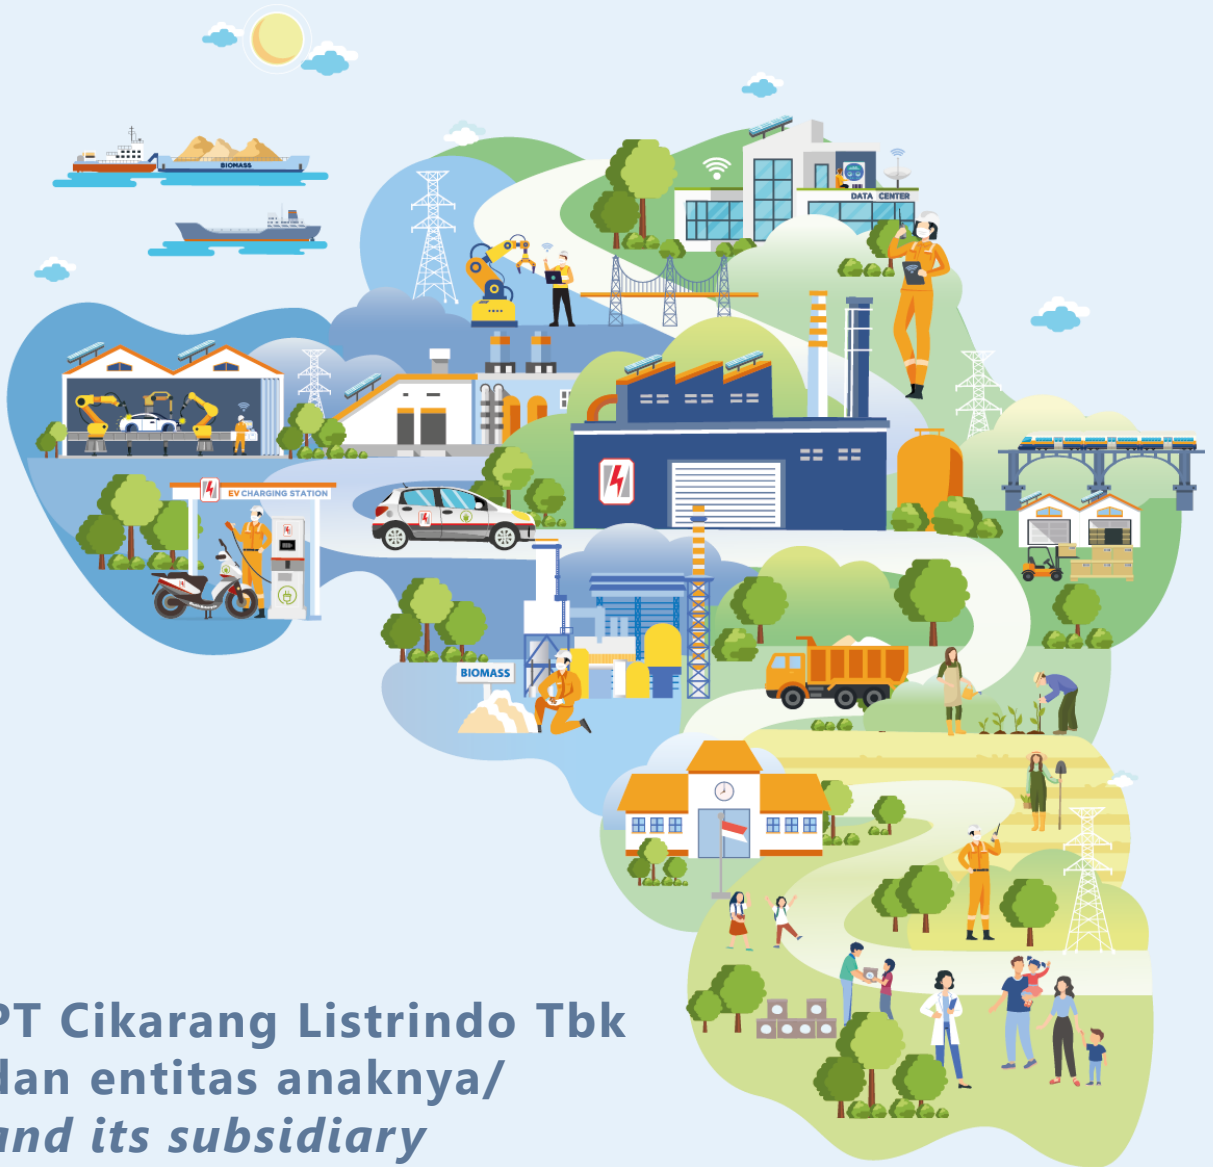 BIOMASS
DATA CENTER
EV CHARGING STATION
BIOMASS
PT Cikarang Listrindo Tbk
dan entitas anaknya/
and its subsidiary